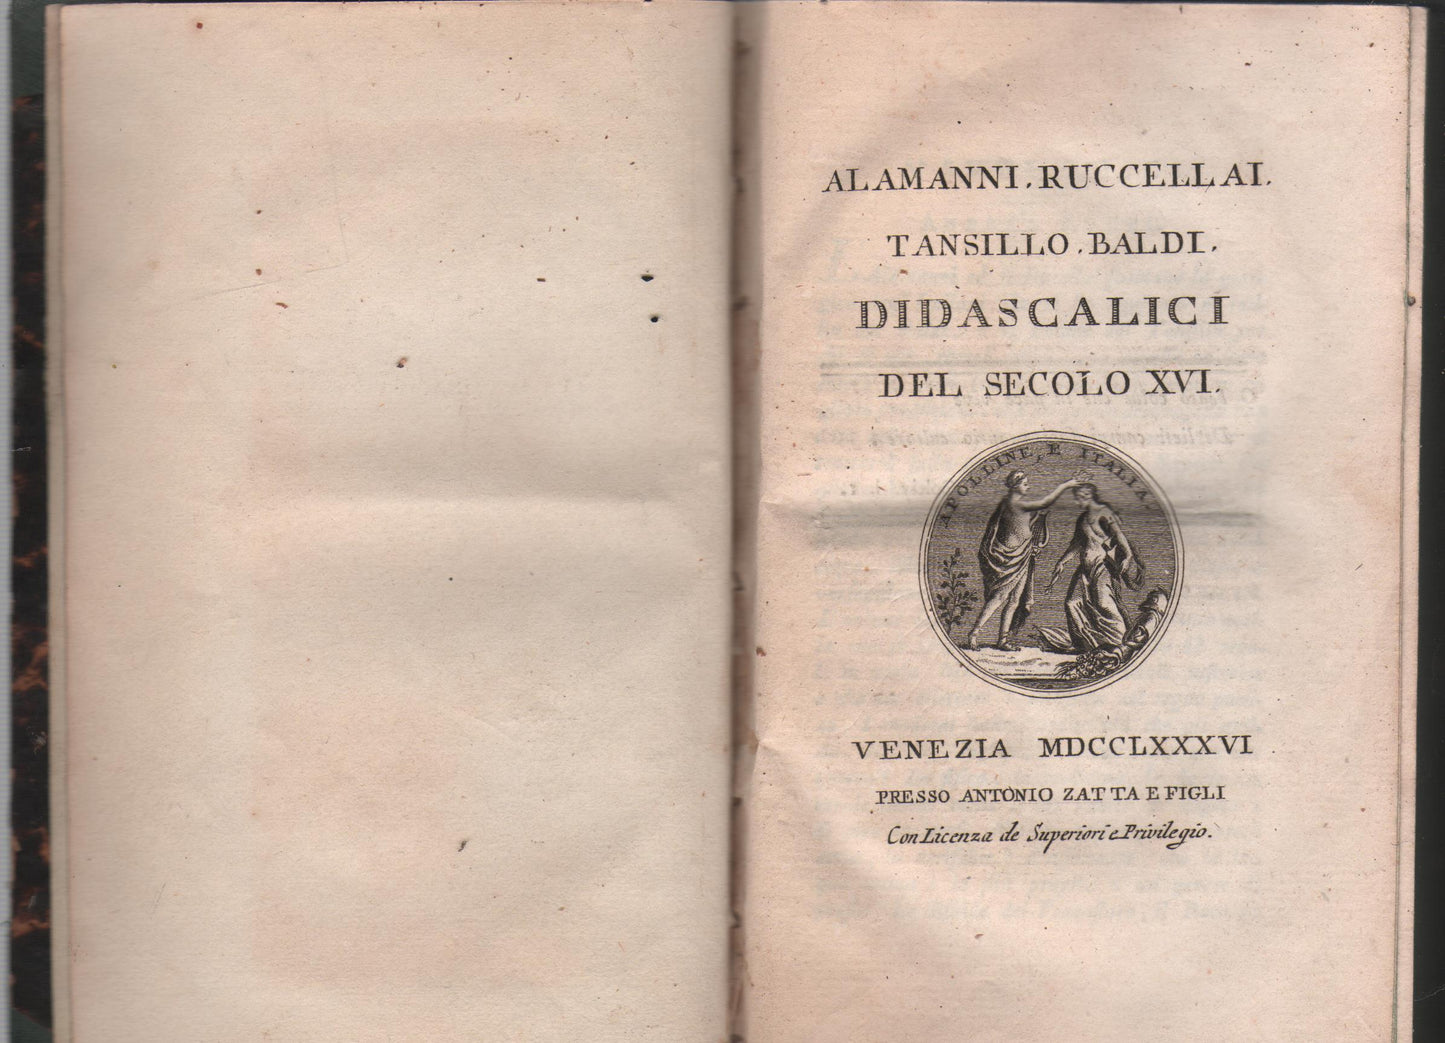 ALAMANNI. RUCCELLAI.
TANSILLO. BALDI.
DIDASCALICI
DEL SECOLO XVI.
APOLLINE, E ITALIA
VENEZIA MDCCLXXXVI
PRESSO ANTONIO ZATTA E FIGLI
Con Licenza de Superiori e Privilegio.